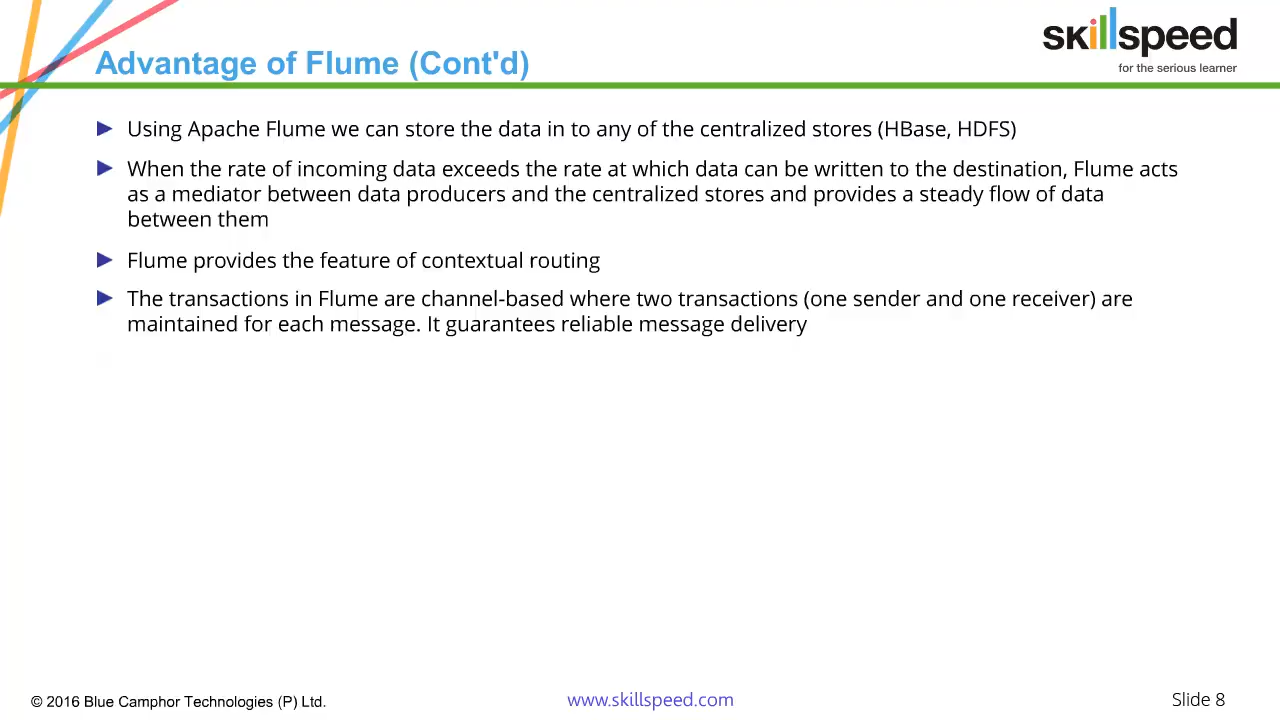 Advantage of Flume (Cont'd)
skillspeed
for the serious learner
Using Apache Flume we can store the data in to any of the centralized stores (HBase, HDFS)
When the rate of incoming data exceeds the rate at which data can be written to the destination, Flume acts
as a mediator between data producers and the centralized stores and provides a steady flow of data
between them
Flume provides the feature of contextual routing
The transactions in Flume are channel-based where two transactions (one sender and one receiver) are
maintained for each message. It guarantees reliable message delivery
© 2016 Blue Camphor Technologies (P) Ltd.
www.skillspeed.com
Slide 8